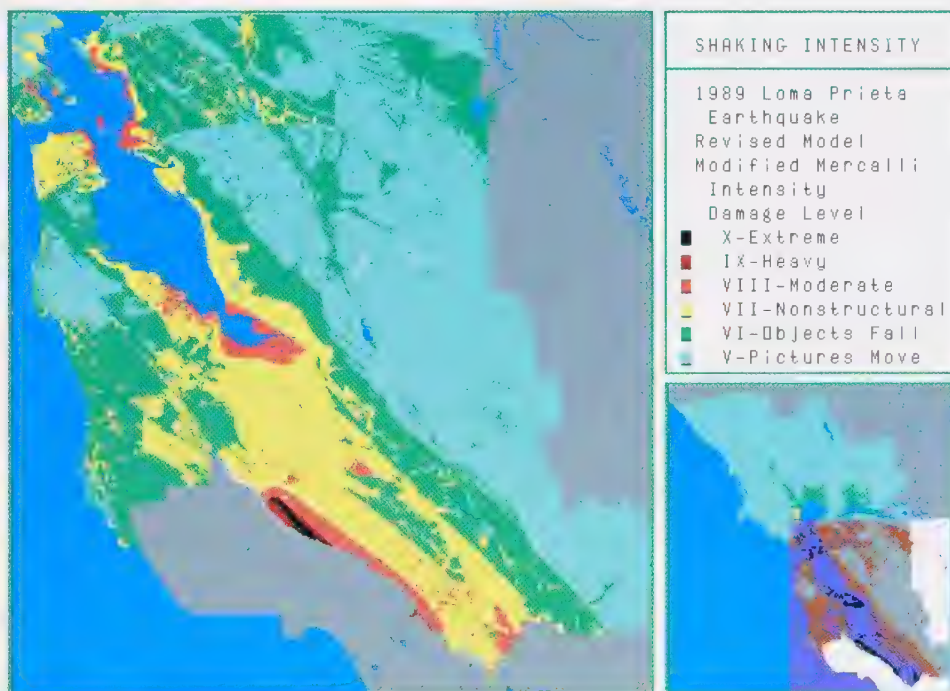 SHAKING INTENSITY
1989 Loma Prieta
Earthquake
Revised Model
Modified Mercalli
Intensity
Damage Level
X-Extreme
IX-Heavy
VIII-Moderate
VII-Nonstructural
VI-Objects Fall
V-Pictures Move